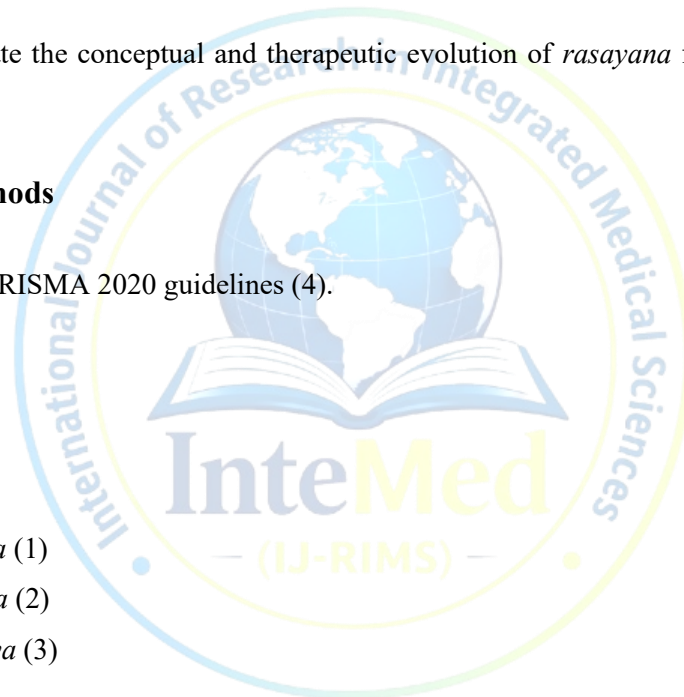 te the conceptual and therapeutic evolution of rasayana
International Journal of Research in Integrated Medical Sciences
nods
RISMA 2020 guidelines (4).
InteMed
(IJ-RIMS)
a (1)
a (2)
va (3)